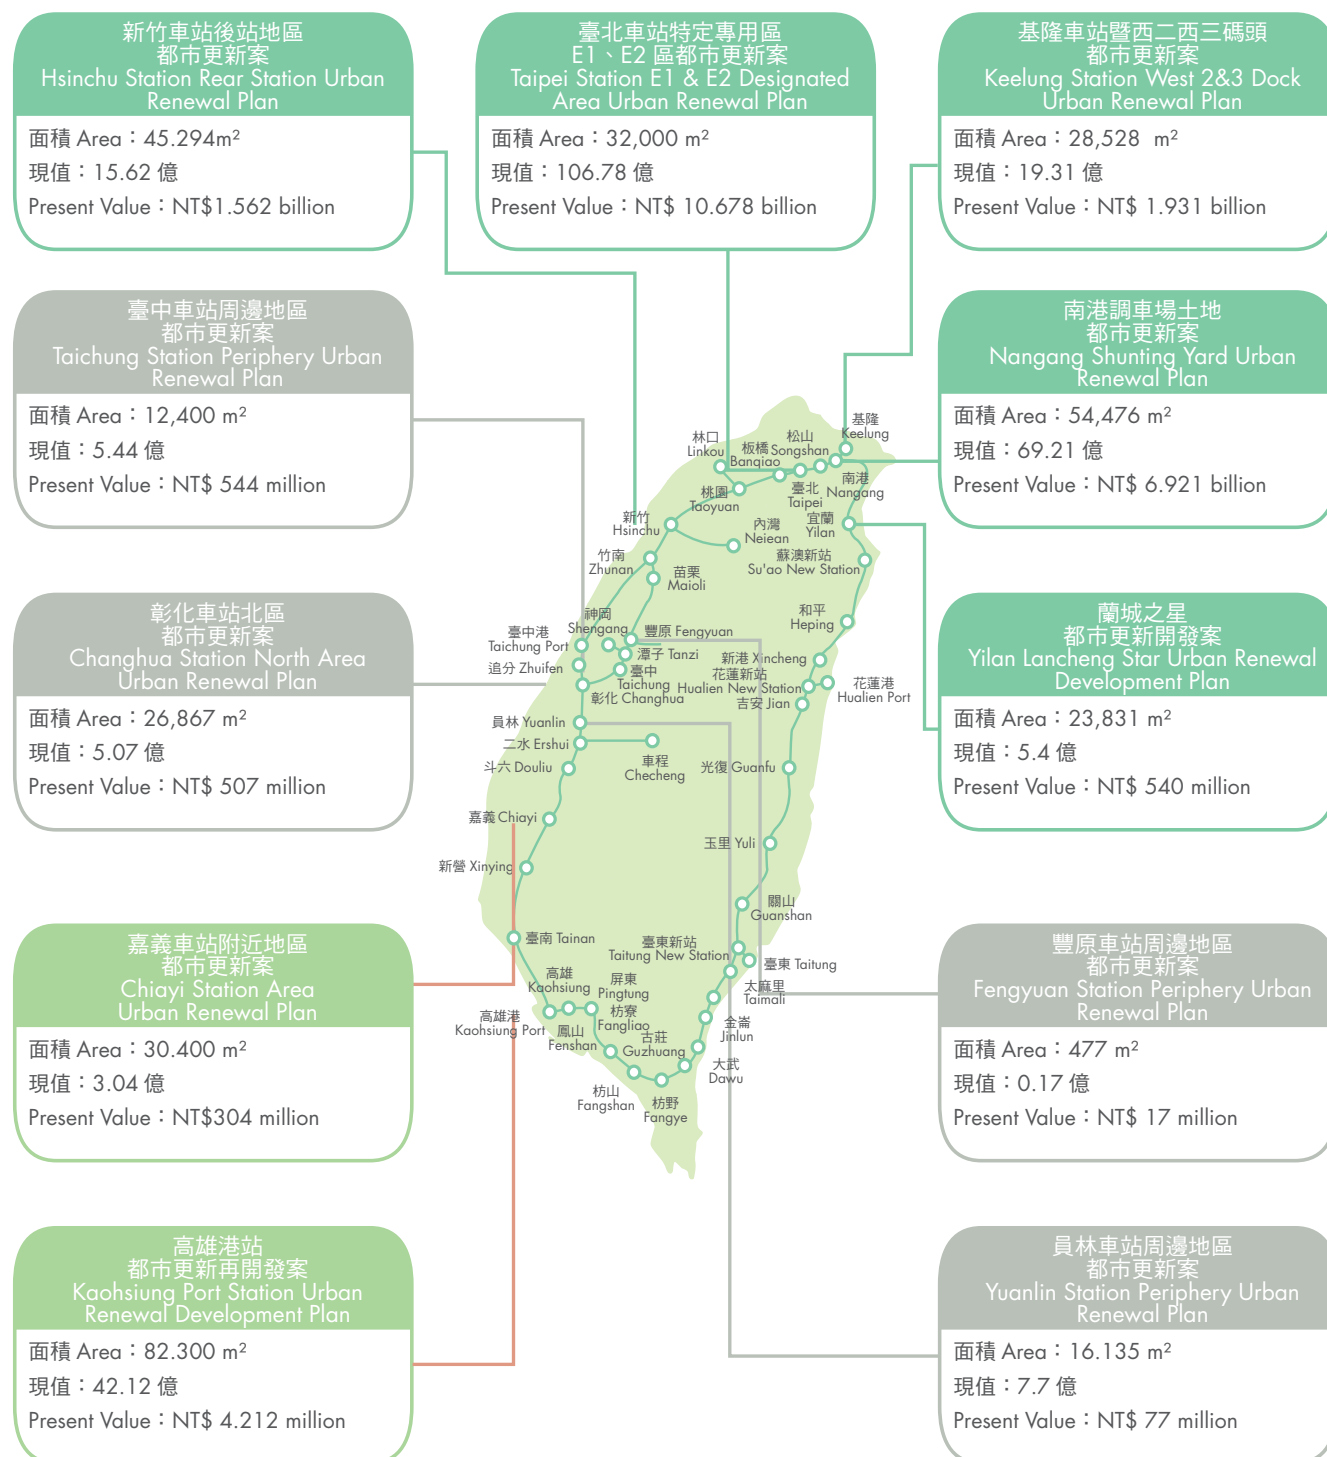 新竹車站後站地區
都市更新案
Hsinchu Station Rear Station Urban
Renewal Plan
面積 Area：45.294m²
現值：15.62 億
Present Value：NT$1.562 billion
臺北車站特定專用區
E1、E2 區都市更新案
Taipei Station E1 & E2 Designated
Area Urban Renewal Plan
面積 Area：32,000 m²
現值：106.78 億
Present Value：NT$ 10.678 billion
基隆車站暨西二西三碼頭
都市更新案
Keelung Station West 2&3 Dock
Urban Renewal Plan
面積 Area：28,528 m²
現值：19.31 億
Present Value：NT$ 1.931 billion
臺中車站周邊地區
都市更新案
Taichung Station Periphery Urban
Renewal Plan
面積 Area：12,400 m²
現值：5.44 億
Present Value：NT$ 544 million
南港調車場土地
都市更新案
Nangang Shunting Yard Urban
Renewal Plan
面積 Area：54,476 m²
現值：69.21 億
Present Value：NT$ 6.921 billion
彰化車站北區
都市更新案
Changhua Station North Area
Urban Renewal Plan
面積 Area：26,867 m²
現值：5.07 億
Present Value：NT$ 507 million
蘭城之星
都市更新開發案
Yilan Lancheng Star Urban Renewal
Development Plan
面積 Area：23,831 m²
現值：5.4 億
Present Value：NT$ 540 million
嘉義車站附近地區
都市更新案
Chiayi Station Area
Urban Renewal Plan
面積 Area：30.400 m²
現值：3.04 億
Present Value：NT$304 million
豐原車站周邊地區
都市更新案
Fengyuan Station Periphery Urban
Renewal Plan
面積 Area：477 m²
現值：0.17 億
Present Value：NT$ 17 million
高雄港站
都市更新再開發案
Kaohsiung Port Station Urban
Renewal Development Plan
面積 Area：82.300 m²
現值：42.12 億
Present Value：NT$ 4.212 million
員林車站周邊地區
都市更新案
Yuanlin Station Periphery Urban
Renewal Plan
面積 Area：16.135 m²
現值：7.7 億
Present Value：NT$ 77 million
基隆
Keelung
林口
Linkou
板橋
Banqiao
松山
Songshan
桃園
Taoyuan
臺北
Taipei
南港
Nangang
新竹
Hsinchu
內灣
Neiean
宜蘭
Yilan
竹南
Zhunan
苗栗
Maioli
蘇澳新站
Su'ao New Station
神岡
Shengang
和平
Heping
臺中港
Taichung Port
豐原 Fengyuan
潭子 Tanzi
追分 Zhuifen
臺中
Taichung
彰化 Changhua
新港 Xincheng
花蓮新站
Hualien New Station
吉安 Jian
花蓮港
Hualien Port
員林 Yuanlin
二水 Ershui
斗六 Douliu
車程
Checheng
光復 Guanfu
嘉義 Chiayi
玉里 Yuli
新營 Xinying
關山
Guanshan
臺南 Tainan
臺東新站
Taitung New Station
臺東 Taitung
高雄
Kaohsiung
屏東
Pingtung
太麻里
Taimali
高雄港
Kaohsiung Port
枋寮
Fangliao
鳳山
Fenshan
古莊
Guzhuang
金崙
Jinlun
大武
Dawu
枋山
Fangshan
枋野
Fangye